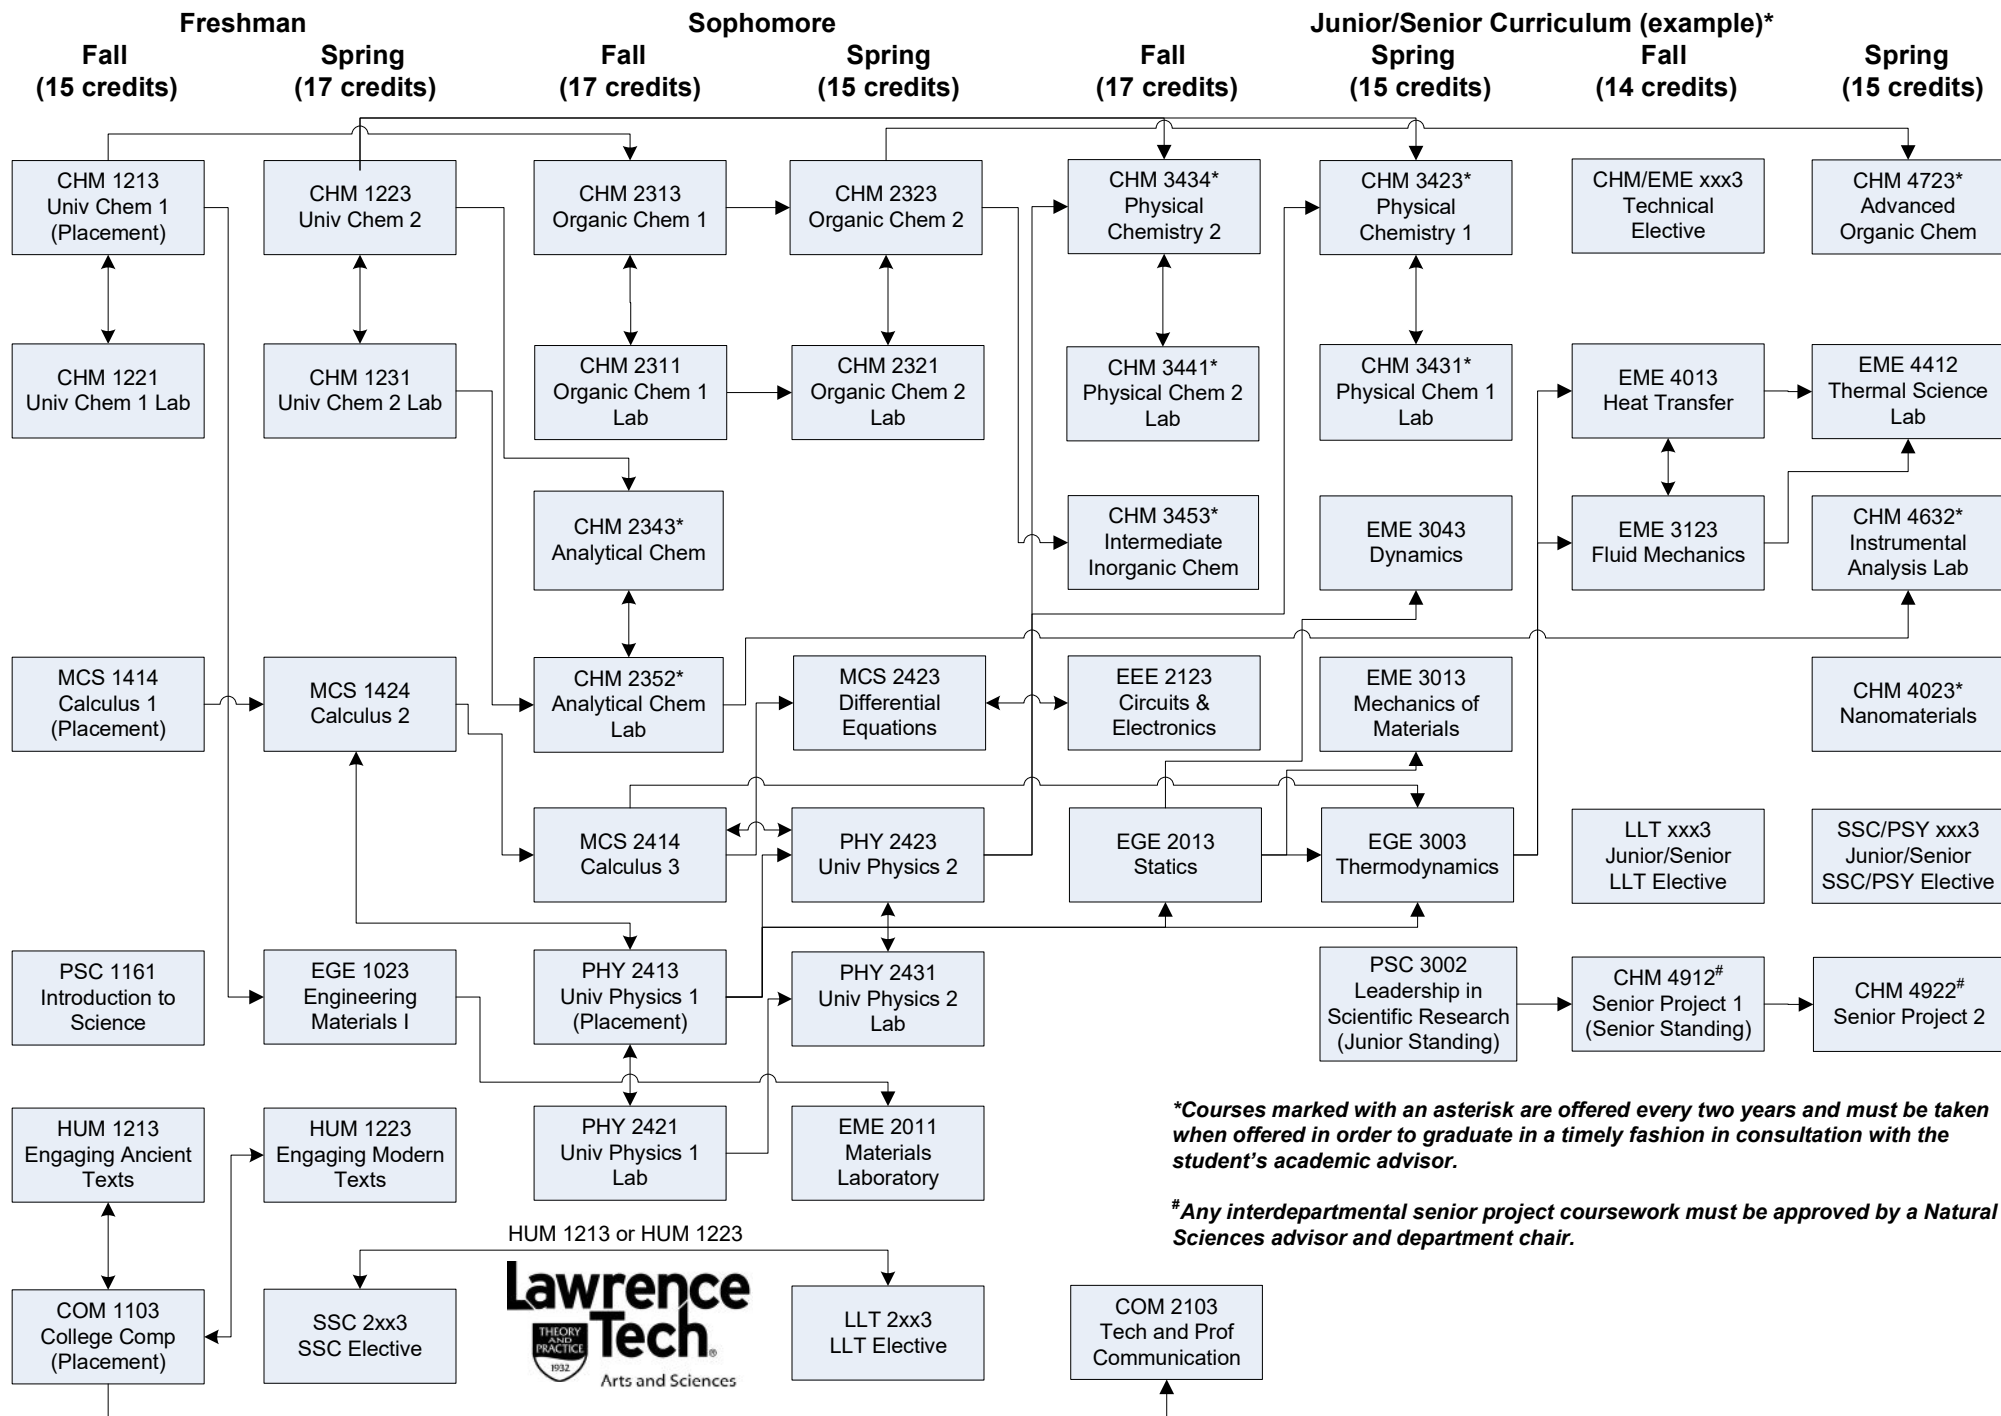 Freshman
Sophomore
Junior/Senior Curriculum (example)*
Fall
(15 credits)
Spring
(17 credits)
Fall
(17 credits)
Spring
(15 credits)
Fall
(17 credits)
Spring
(15 credits)
Fall
(14 credits)
Spring
(15 credits)
CHM 1213
Univ Chem 1
(Placement)
CHM 1223
Univ Chem 2
CHM 2313
Organic Chem 1
CHM 2323
Organic Chem 2
CHM 3434*
Physical
Chemistry 2
CHM 3423*
Physical
Chemistry 1
CHM/EME xxx3
Technical
Elective
CHM 4723*
Advanced
Organic Chem
CHM 1221
Univ Chem 1 Lab
CHM 1231
Univ Chem 2 Lab
CHM 2311
Organic Chem 1
Lab
CHM 2321
Organic Chem 2
Lab
CHM 3441*
Physical Chem 2
Lab
CHM 3431*
Physical Chem 1
Lab
EME 4013
Heat Transfer
EME 4412
Thermal Science
Lab
CHM 2343*
Analytical Chem
CHM 3453*
Intermediate
Inorganic Chem
EME 3043
Dynamics
EME 3123
Fluid Mechanics
CHM 4632*
Instrumental
Analysis Lab
MCS 1414
Calculus 1
(Placement)
MCS 1424
Calculus 2
CHM 2352*
Analytical Chem
Lab
MCS 2423
Differential
Equations
EEE 2123
Circuits &
Electronics
EME 3013
Mechanics of
Materials
CHM 4023*
Nanomaterials
MCS 2414
Calculus 3
PHY 2423
Univ Physics 2
EGE 2013
Statics
EGE 3003
Thermodynamics
LLT xxx3
Junior/Senior
LLT Elective
SSC/PSY xxx3
Junior/Senior
SSC/PSY Elective
PSC 1161
Introduction to
Science
EGE 1023
Engineering
Materials I
PHY 2413
Univ Physics 1
(Placement)
PHY 2431
Univ Physics 2
Lab
PSC 3002
Leadership in
Scientific Research
(Junior Standing)
CHM 4912#
Senior Project 1
(Senior Standing)
CHM 4922#
Senior Project 2
HUM 1213
Engaging Ancient
Texts
HUM 1223
Engaging Modern
Texts
PHY 2421
Univ Physics 1
Lab
EME 2011
Materials
Laboratory
*Courses marked with an asterisk are offered every two years and must be taken
when offered in order to graduate in a timely fashion in consultation with the
student's academic advisor.
#Any interdepartmental senior project coursework must be approved by a Natural
Sciences advisor and department chair.
HUM 1213 or HUM 1223
COM 1103
College Comp
(Placement)
SSC 2xx3
SSC Elective
Lawrence
Tech®
THEORY
AND
PRACTICE
1932
Arts and Sciences
LLT 2xx3
LLT Elective
COM 2103
Tech and Prof
Communication